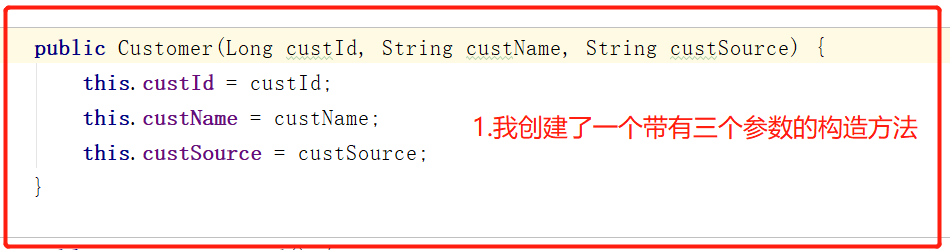 public Customer(Long custId, String custName, String custSource) {
this.custId = custId;
this.custName = custName;
1.我创建了一个带有三个参数的构造方法
this.custSource = custSource;
}